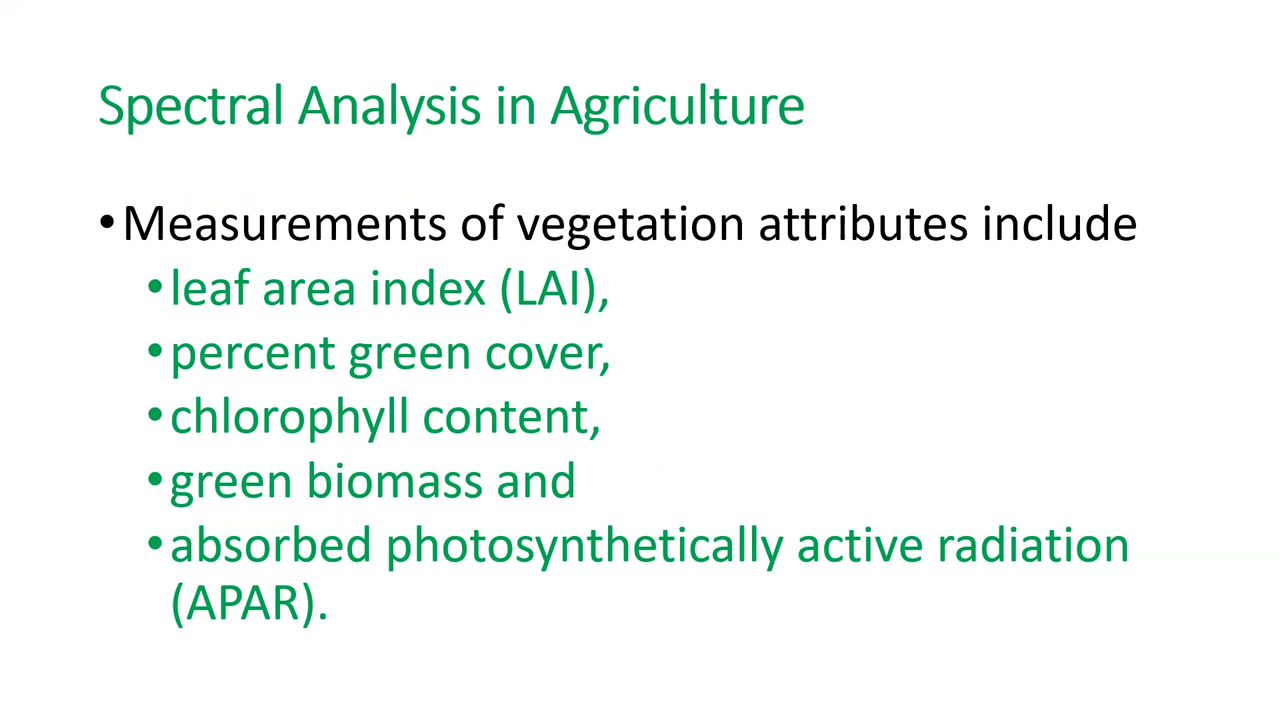 Spectral Analysis in Agriculture
•Measurements of vegetation attributes include
•leaf area index (LAI),
•percent green cover,
•chlorophyll content,
•green biomass and
•absorbed photosynthetically active radiation
(APAR).